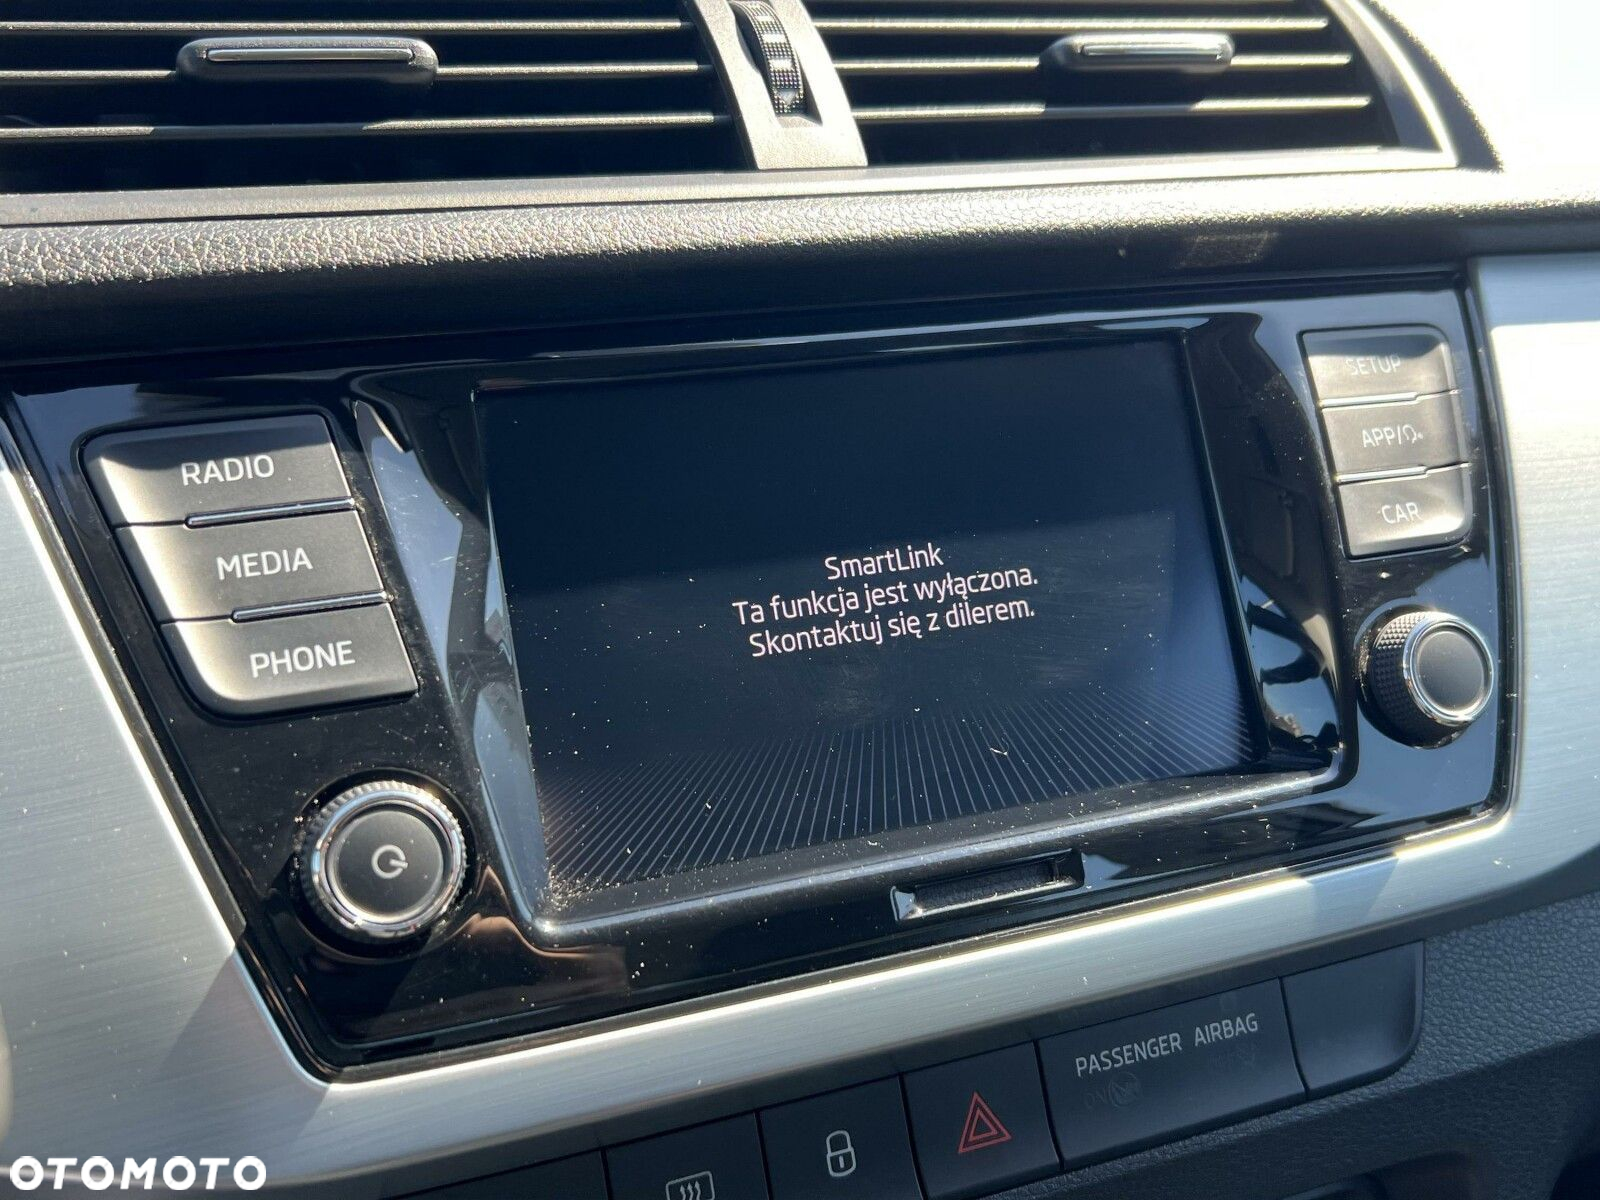 RADIO
MEDIA
PHONE
SmartLink
Ta funkcja jest wyłączona.
Skontaktuj się z dilerem.
SETUP
APP/
CAR
PASSENGER AIRBAG
OTOMOTO